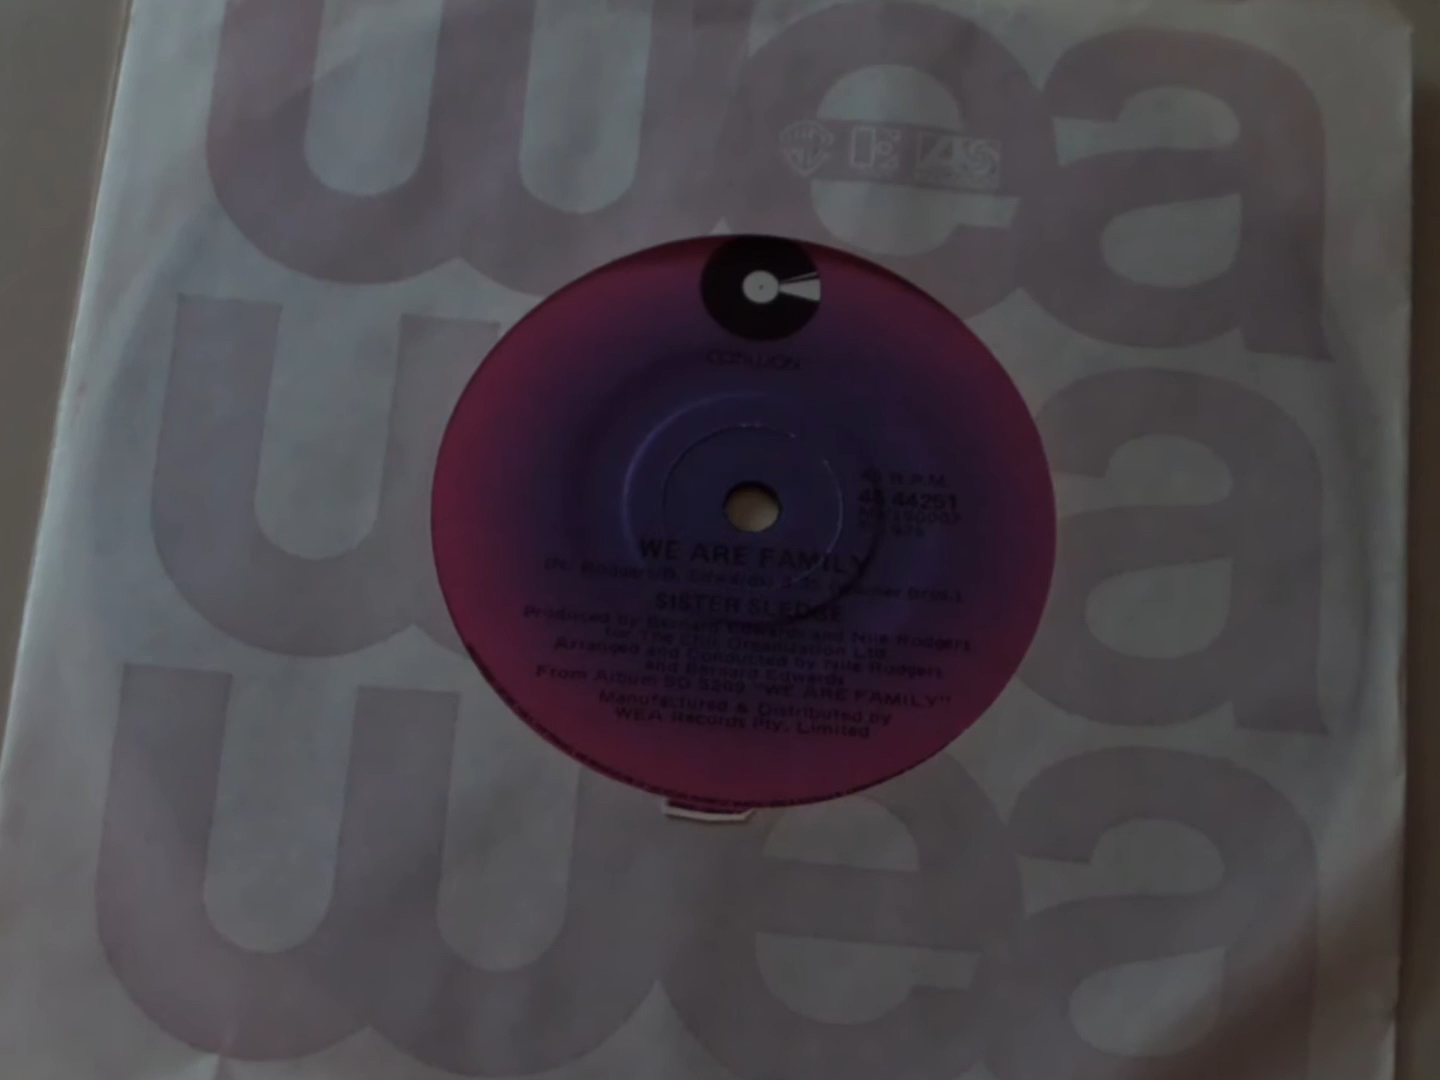 wea
WB
ATLANTIC
COTILLION
wea
45 R.P.M.
45 44251
WE ARE FAMILY
SISTER SLEDGE
Produced by Bernard Edwards and Nile Rodgers
for The Chic Organization Ltd.
Arranged and Conducted by Nile Rodgers
and Bernard Edwards
From Album SD 5209 "WE ARE FAMILY"
Manufactured & Distributed by
WEA Records Pty. Limited
wea